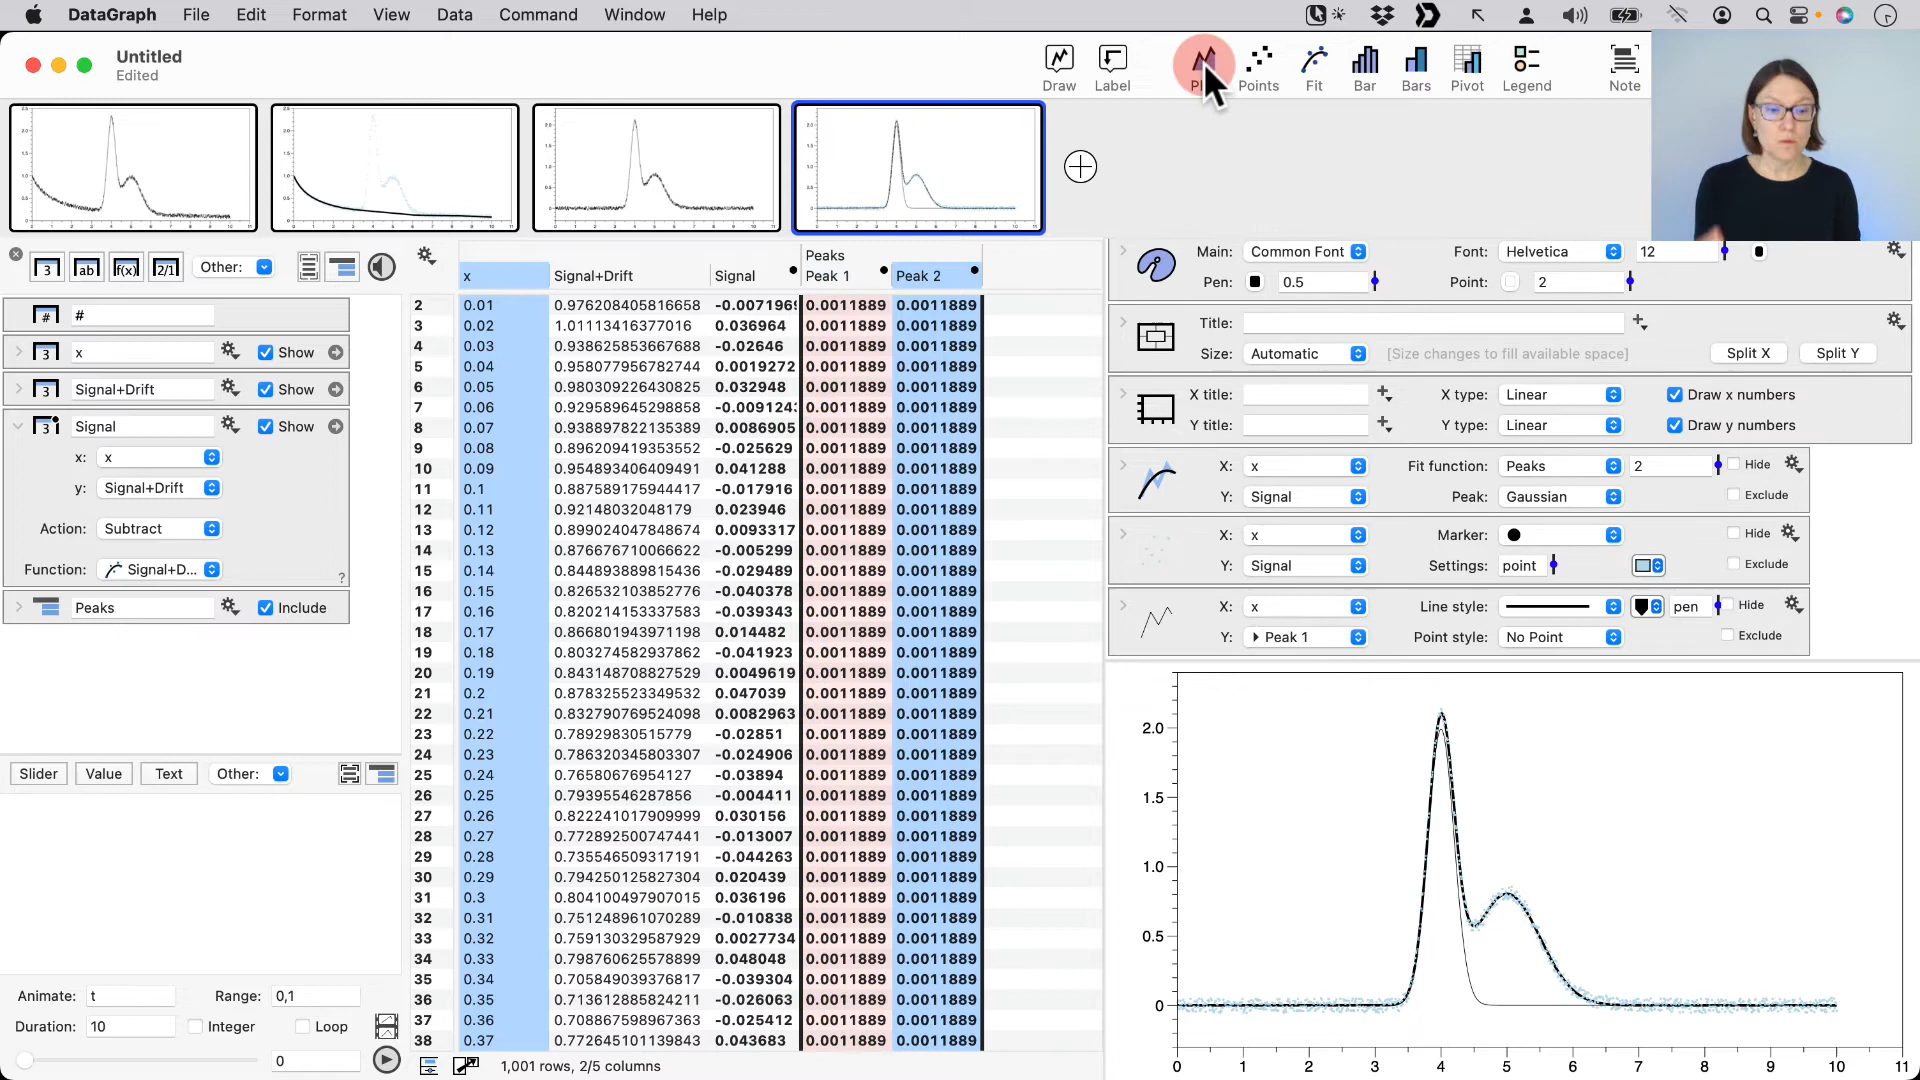 DataGraph File Edit Format View Data Command Window Help
Untitled
Edited
Draw Label Points Fit Bar Bars Pivot Legend Note
3 ab f(x) 2/1 Other:
# #
3 x Show
3 Signal+Drift Show
3 Signal Show
x: x
y: Signal+Drift
Action: Subtract
Function: Signal+D...
?
Peaks Include
Slider Value Text Other:
Animate: t Range: 0,1
Duration: 10 Integer Loop
0
Peaks
x Signal+Drift Signal Peak 1 Peak 2
2 0.01 0.976208405816658 0.0011889 0.0011889
3 0.02 1.01113416377016 0.036964 0.0011889 0.0011889
4 0.03 0.938625853667688 -0.02646 0.0011889 0.0011889
5 0.04 0.958077956782744 0.0019272 0.0011889 0.0011889
6 0.05 0.980309226430825 0.032948 0.0011889 0.0011889
7 0.06 0.929589645298858 0.0011889 0.0011889
8 0.07 0.938897822135389 0.0086905 0.0011889 0.0011889
9 0.08 0.896209419353552 -0.025629 0.0011889 0.0011889
10 0.09 0.954893406409491 0.041288 0.0011889 0.0011889
11 0.1 0.887589175944417 -0.017916 0.0011889 0.0011889
12 0.11 0.92148032048179 0.023946 0.0011889 0.0011889
13 0.12 0.899024047848674 0.0093317 0.0011889 0.0011889
14 0.13 0.876676710066622 -0.005299 0.0011889 0.0011889
15 0.14 0.844893889815436 -0.029489 0.0011889 0.0011889
16 0.15 0.826532103852776 -0.040378 0.0011889 0.0011889
17 0.16 0.820214153337583 -0.039343 0.0011889 0.0011889
18 0.17 0.866801943971198 0.014482 0.0011889 0.0011889
19 0.18 0.803274582937862 -0.041923 0.0011889 0.0011889
20 0.19 0.843148708827529 0.0049619 0.0011889 0.0011889
21 0.2 0.878325523349532 0.047039 0.0011889 0.0011889
22 0.21 0.832790769524098 0.0082963 0.0011889 0.0011889
23 0.22 0.78929830515779 -0.02851 0.0011889 0.0011889
24 0.23 0.786320345803307 -0.024906 0.0011889 0.0011889
25 0.24 0.76580676954127 -0.03894 0.0011889 0.0011889
26 0.25 0.79395546287856 -0.004411 0.0011889 0.0011889
27 0.26 0.822241017909999 0.030156 0.0011889 0.0011889
28 0.27 0.772892500747441 -0.013007 0.0011889 0.0011889
29 0.28 0.735546509317191 -0.044263 0.0011889 0.0011889
30 0.29 0.794250125827304 0.020439 0.0011889 0.0011889
31 0.3 0.804100497907015 0.036196 0.0011889 0.0011889
32 0.31 0.751248961070289 -0.010838 0.0011889 0.0011889
33 0.32 0.759130329587929 0.0027734 0.0011889 0.0011889
34 0.33 0.798760625578899 0.048048 0.0011889 0.0011889
35 0.34 0.705849039376817 -0.039304 0.0011889 0.0011889
36 0.35 0.713612885824211 -0.026063 0.0011889 0.0011889
37 0.36 0.708867598967363 -0.025412 0.0011889 0.0011889
38 0.37 0.772645101139843 0.043683 0.0011889 0.0011889
1,001 rows, 2/5 columns
Main: Common Font Font: Helvetica 12
Pen: 0.5 Point: 2
Title:
Size: Automatic [Size changes to fill available space] Split X Split Y
X title: X type: Linear Draw x numbers
Y title: Y type: Linear Draw y numbers
X: x Fit function: Peaks 2 Hide
Y: Signal Peak: Gaussian Exclude
X: x Marker: Hide
Y: Signal Settings: point Exclude
X: x Line style: pen Hide
Y: Peak 1 Point style: No Point Exclude
2.0
1.5
1.0
0.5
0
0 1 2 3 4 5 6 7 8 9 10 11